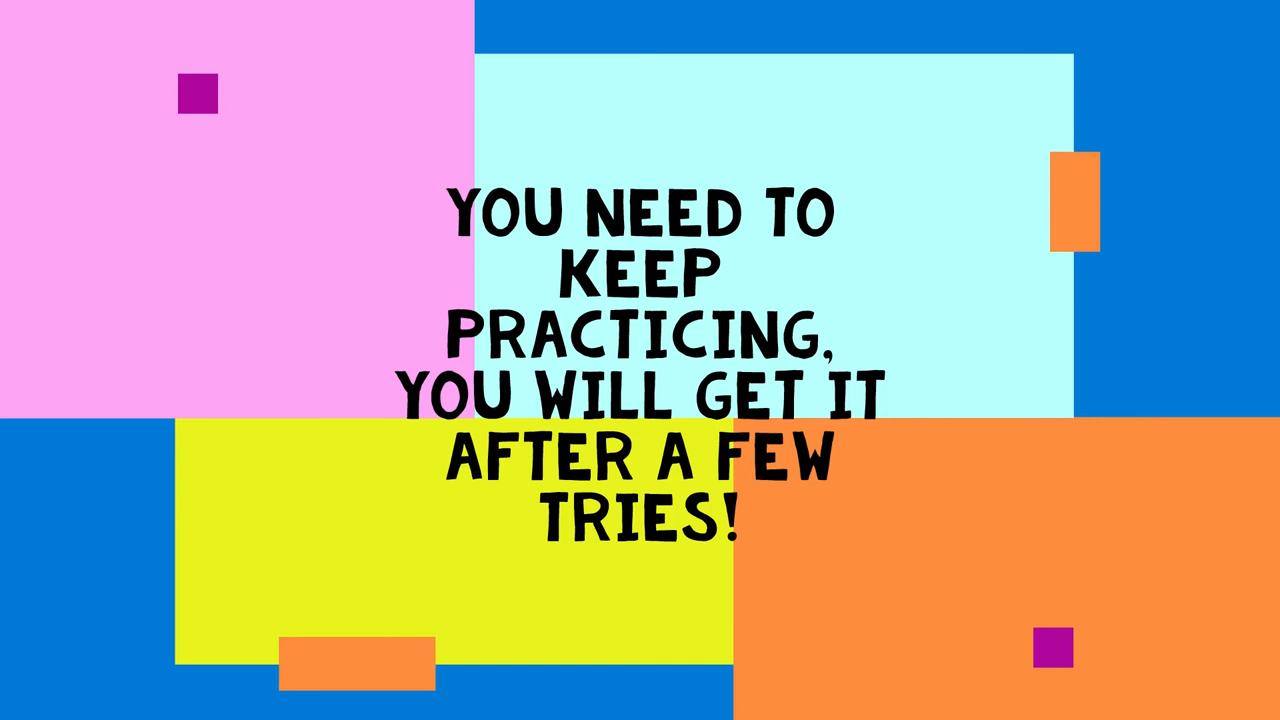 YOU NEED TO
KEEP
PRACTICING,
YOU WILL GET IT
AFTER A FEW
TRIES!